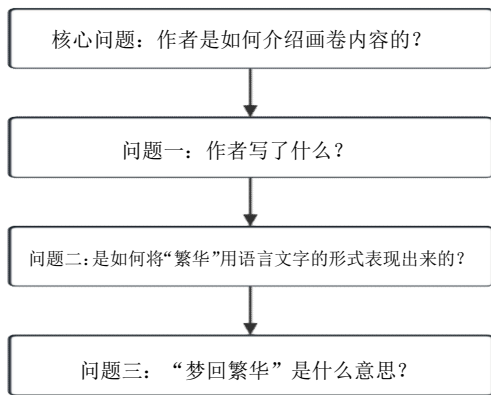 核心问题：作者是如何介绍画卷内容的？
问题一：作者写了什么？
问题二：是如何将“繁华”用语言文字的形式表现出来的？
问题三：“梦回繁华”是什么意思？